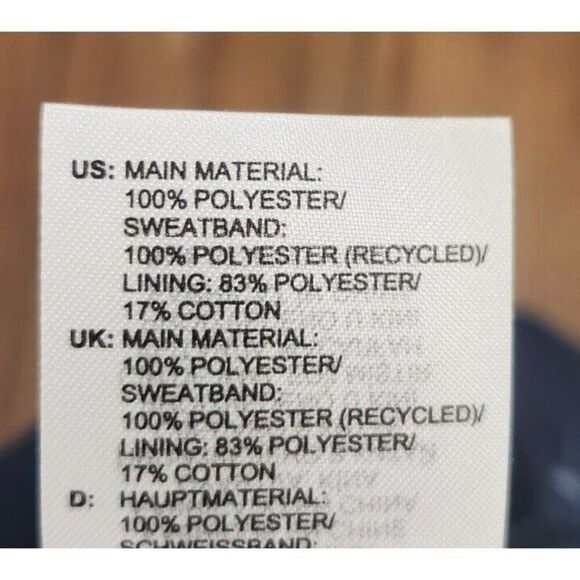 US: MAIN MATERIAL:
100% POLYESTER/
SWEATBAND:
100% POLYESTER (RECYCLED)/
LINING: 83% POLYESTER/
17% COTTON
UK: MAIN MATERIAL:
100% POLYESTER/
SWEATBAND:
100% POLYESTER (RECYCLED)/
LINING: 83% POLYESTER/
17% COTTON
D: HAUPTMATERIAL:
100% POLYESTER/
SCHWEISSBAND: